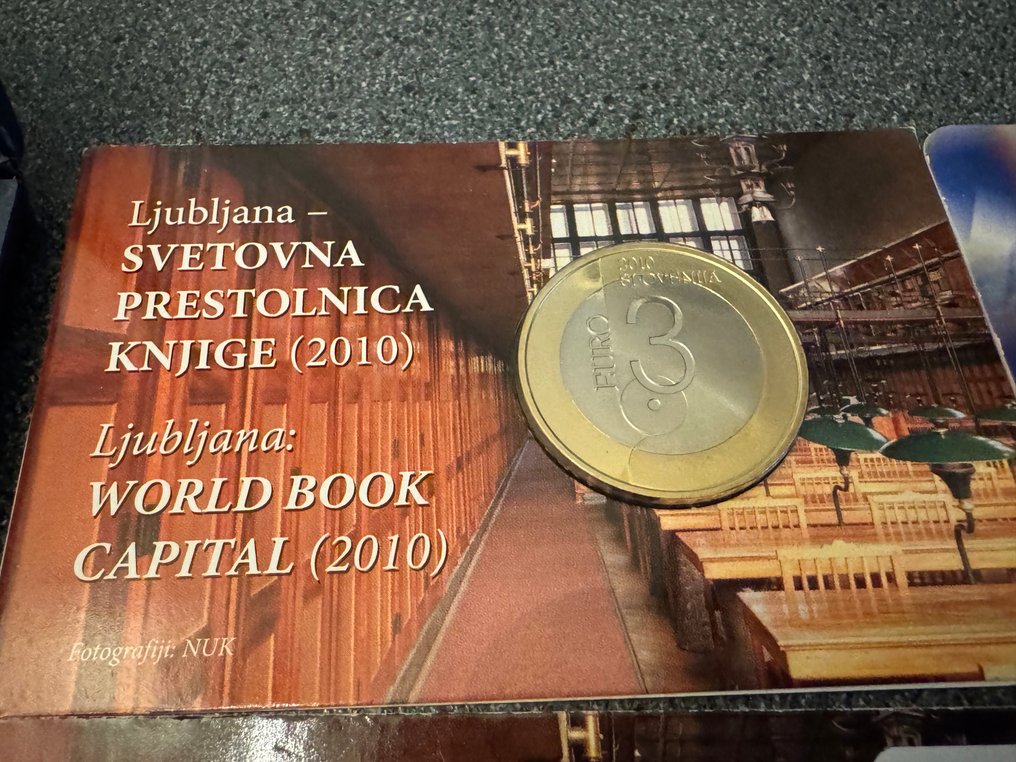 Ljubljana –
SVETOVNA
PRESTOLNICA
KNJIGE (2010)
Ljubljana:
WORLD BOOK
CAPITAL (2010)
Fotografiji: NUK
2010
SLOVENIJA
EURO
3